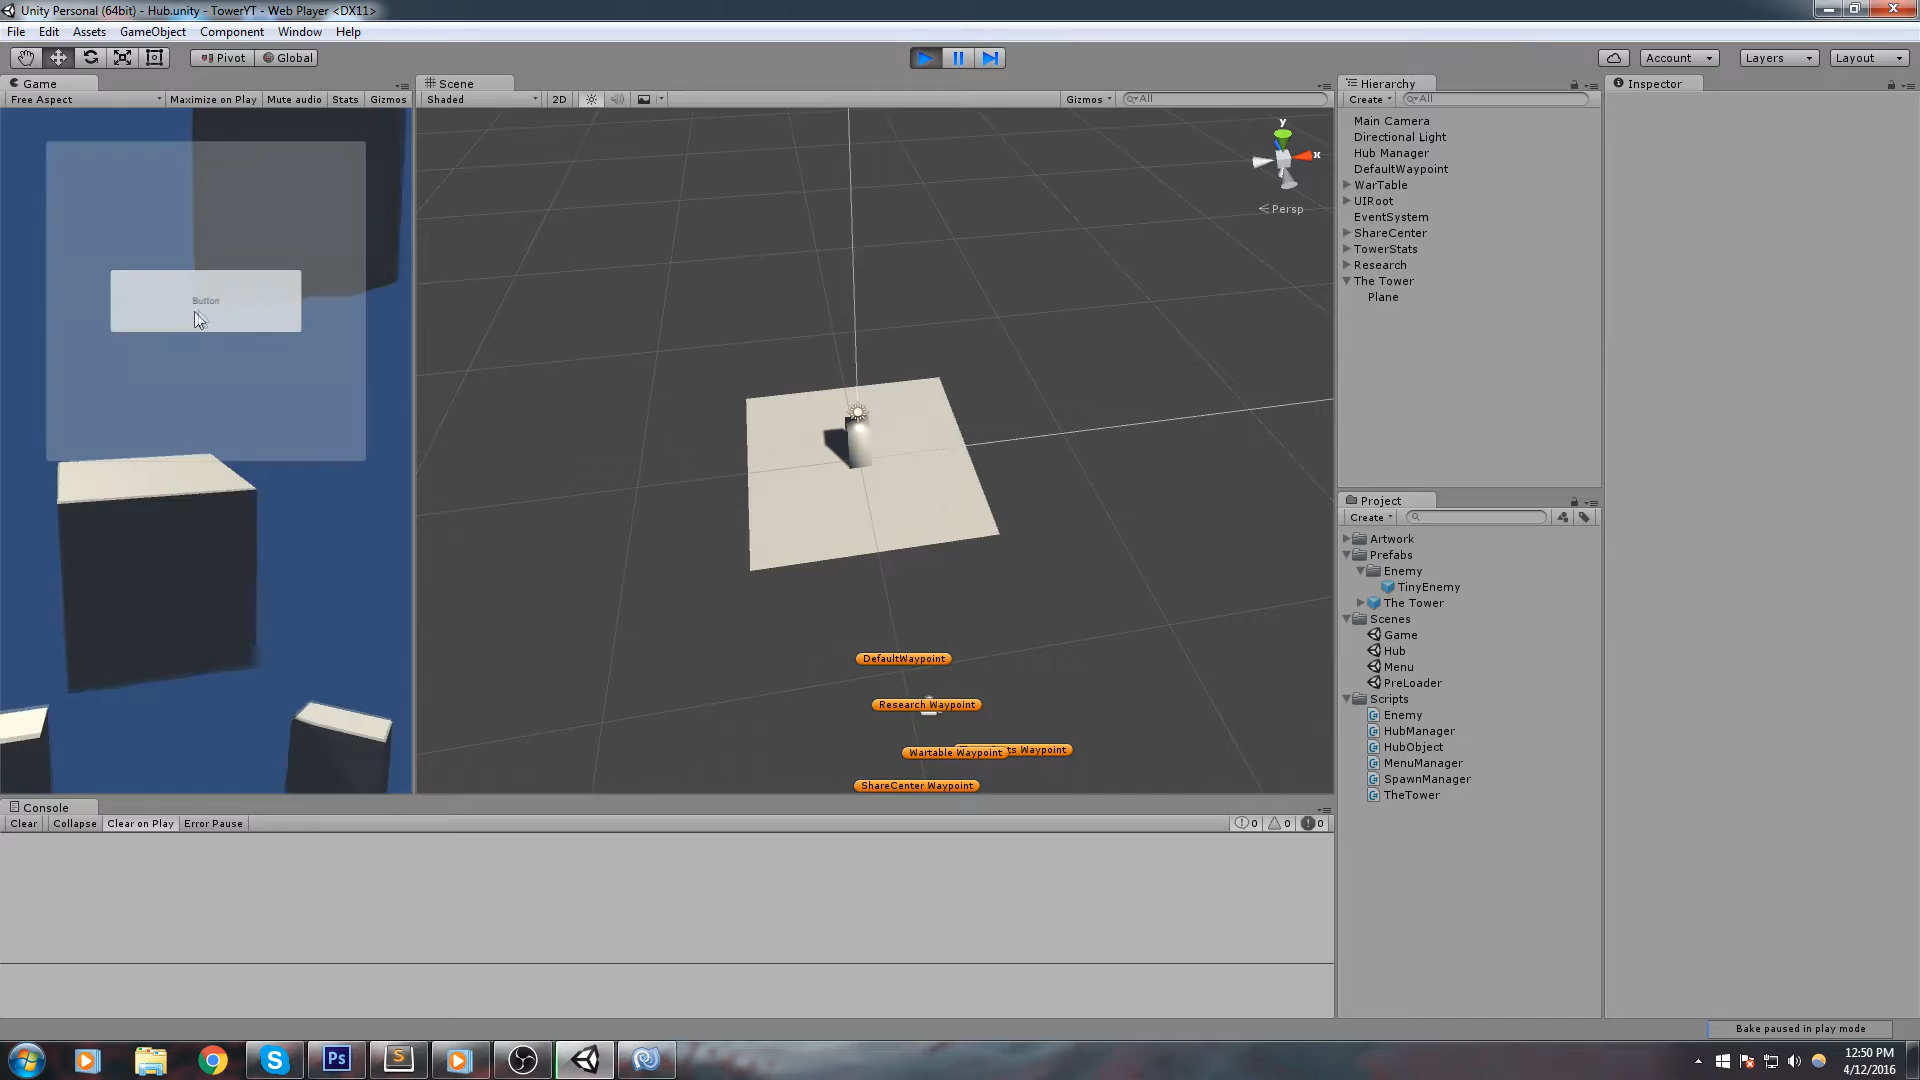 Unity Personal (64bit) - Hub.unity - TowerYT - Web Player <DX11>
File Edit Assets GameObject Component Window Help
Pivot Global Account Layers Layout
Game
Free Aspect Maximize on Play Mute audio Stats Gizmos
Button
Scene
Shaded 2D Gizmos All
y
x
Persp
DefaultWaypoint
Research Waypoint
Wartable Waypoint ts Waypoint
ShareCenter Waypoint
Hierarchy
Create All
Main Camera
Directional Light
Hub Manager
DefaultWaypoint
WarTable
UIRoot
EventSystem
ShareCenter
TowerStats
Research
The Tower
Plane
Project
Create
Artwork
Prefabs
Enemy
TinyEnemy
The Tower
Scenes
Game
Hub
Menu
PreLoader
Scripts
Enemy
HubManager
HubObject
MenuManager
SpawnManager
TheTower
Inspector
Console
Clear Collapse Clear on Play Error Pause 0 0 0
Bake paused in play mode
Ps
12:50 PM
4/12/2016